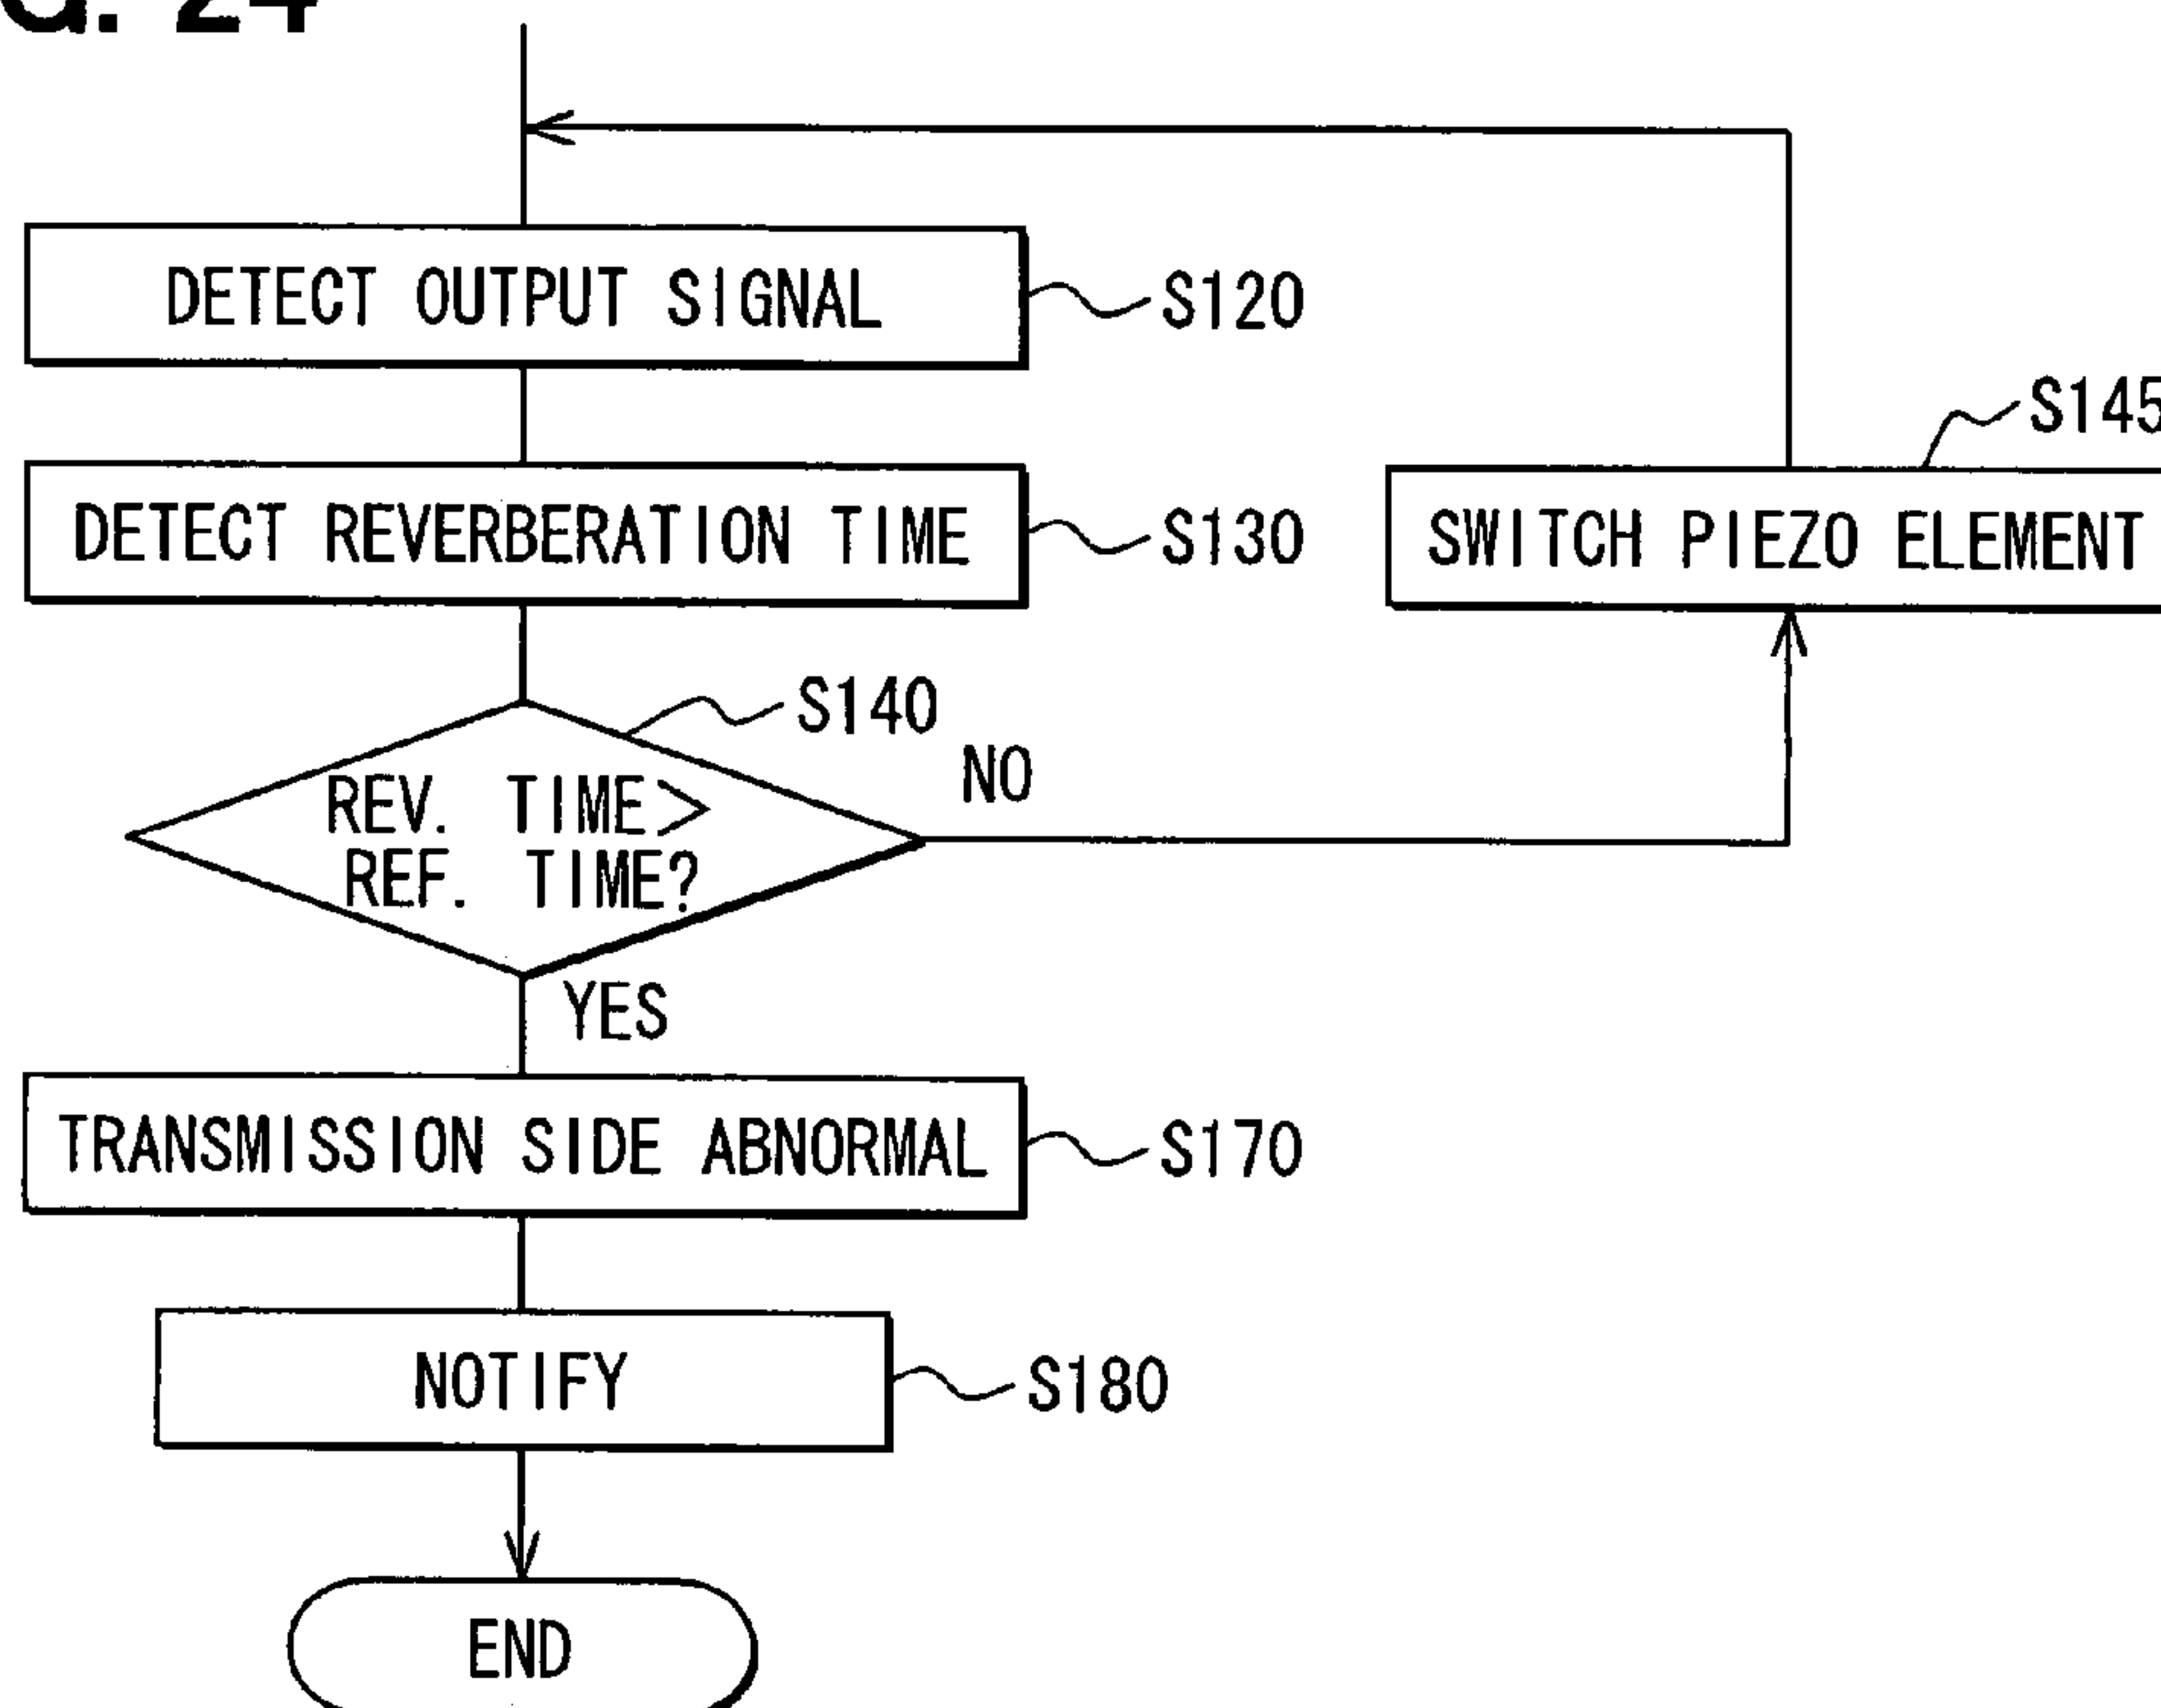 24
DETECT OUTPUT SIGNAL
S120
S145
DETECT REVERBERATION TIME
S130
SWITCH PIEZO ELEMENT
S140
REV. TIME>
REF. TIME?
NO
YES
TRANSMISSION SIDE ABNORMAL
S170
NOTIFY
S180
END